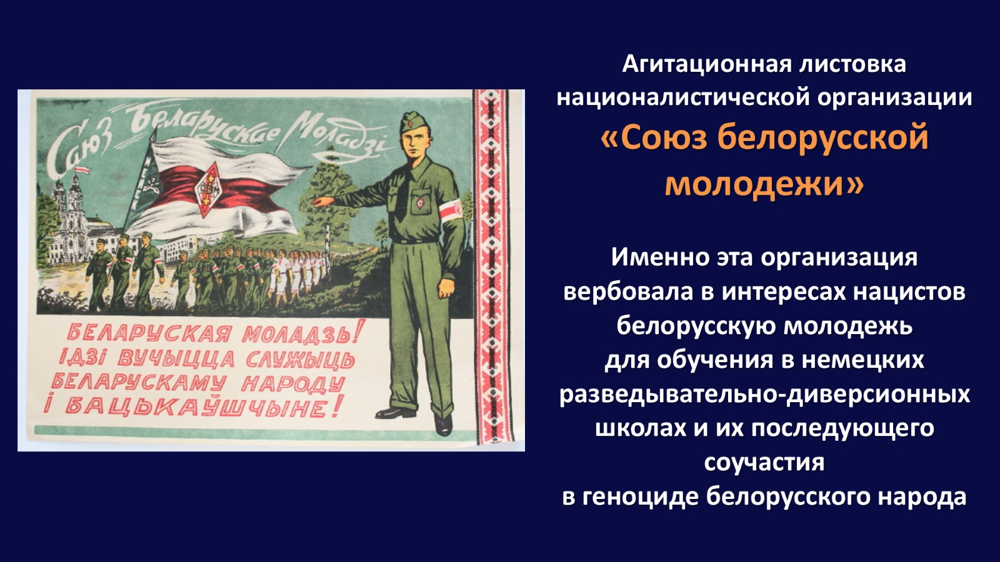 Саюз Беларускае Моладзі
МЕНСК
СБМ
БЕЛАРУСКАЯ МОЛАДЗЬ!
ІДЗІ ВУЧЫЦЦА СЛУЖЫЦЬ
БЕЛАРУСКАМУ НАРОДУ
І БАЦЬКАЎШЧЫНЕ!
Агитационная листовка
националистической организации
«Союз белорусской
молодежи»
Именно эта организация
вербовала в интересах нацистов
белорусскую молодежь
для обучения в немецких
разведывательно-диверсионных
школах и их последующего
соучастия
в геноциде белорусского народа